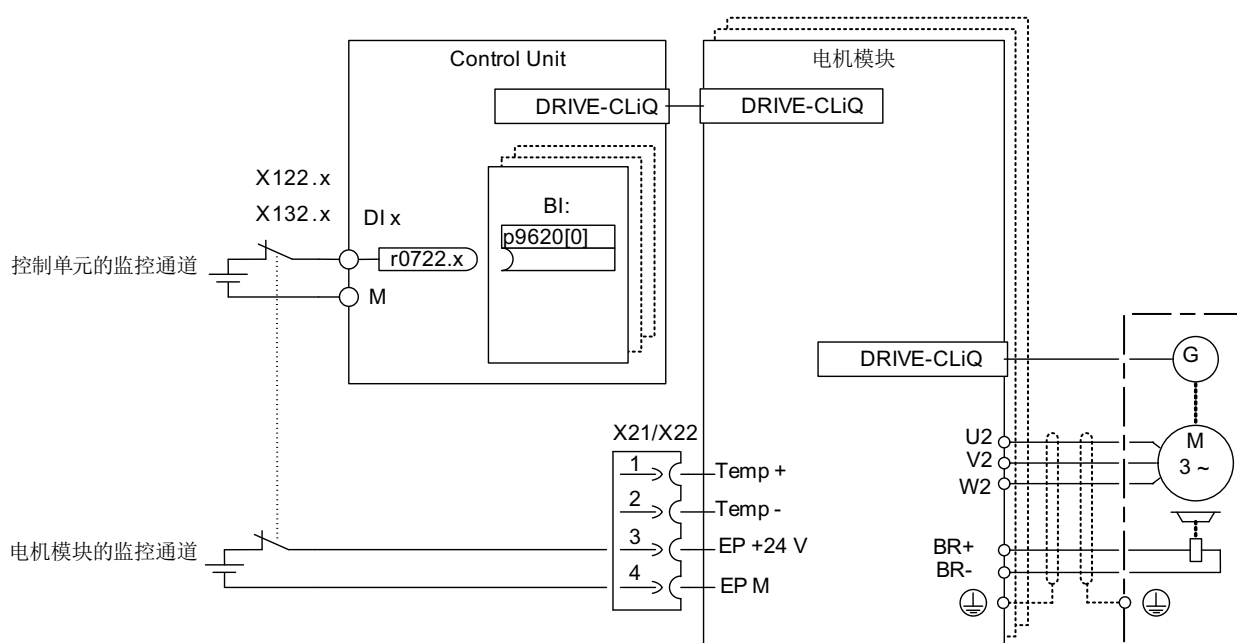 Control Unit
电机模块
DRIVE-CLiQ
DRIVE-CLiQ
X122.x
X132.x
DI x
BI:
p9620[0]
r0722.x
控制单元的监控通道
M
DRIVE-CLiQ
G
X21/X22
M
3 ~
U2
V2
W2
1
Temp +
2
Temp -
3
EP +24 V
4
EP M
电机模块的监控通道
BR+
BR-